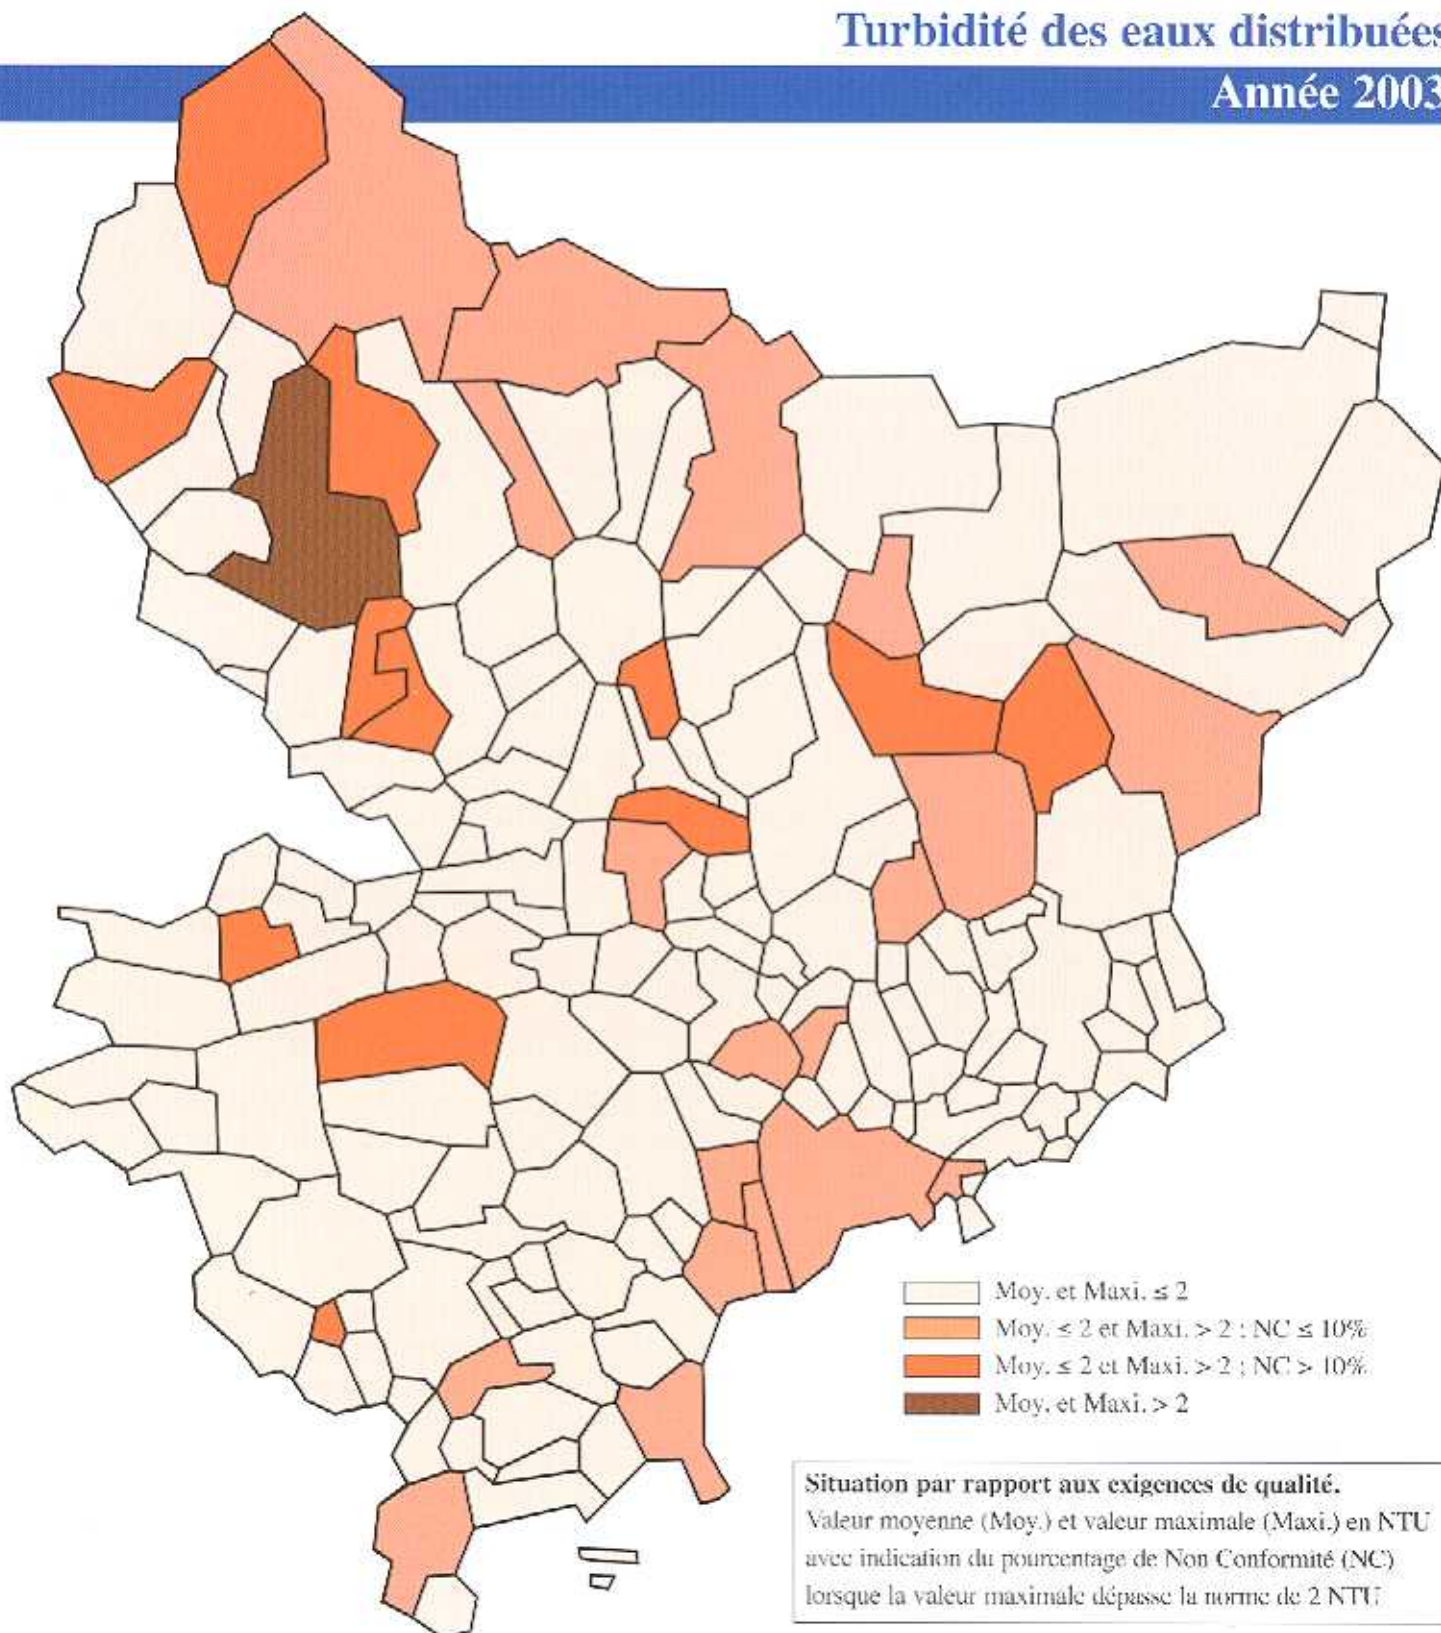 Turbidité des eaux distribuées
Année 2003
Moy. et Maxi. ≤ 2
Moy. ≤ 2 et Maxi. > 2 ; NC ≤ 10%
Moy. ≤ 2 et Maxi. > 2 ; NC > 10%
Moy. et Maxi. > 2
Situation par rapport aux exigences de qualité.
Valeur moyenne (Moy.) et valeur maximale (Maxi.) en NTU
avec indication du pourcentage de Non Conformité (NC)
lorsque la valeur maximale dépasse la norme de 2 NTU